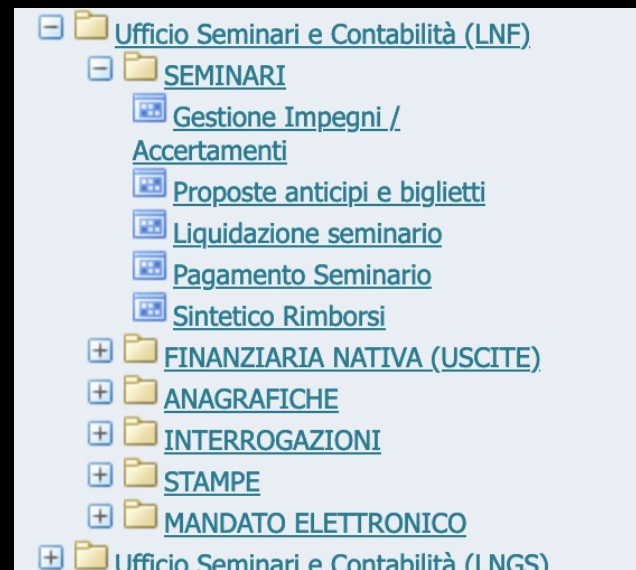 Ufficio Seminari e Contabilità (LNF)
SEMINARI
Gestione Impegni /
Accertamenti
Proposte anticipi e biglietti
Liquidazione seminario
Pagamento Seminario
Sintetico Rimborsi
FINANZIARIA NATIVA (USCITE)
ANAGRAFICHE
INTERROGAZIONI
STAMPE
MANDATO ELETTRONICO
Ufficio Seminari e Contabilità (LNGS)